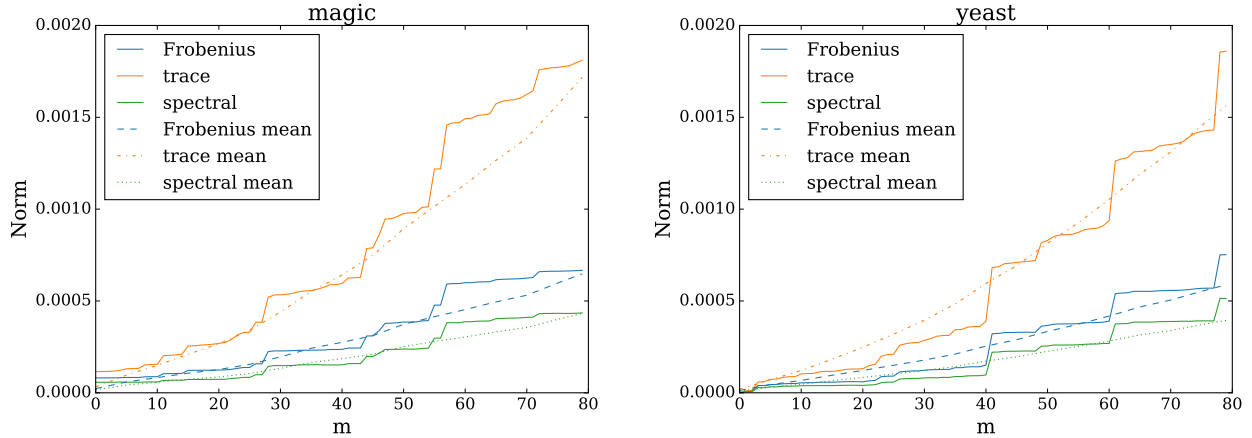 magic
0.0020
0.0015
0.0010
0.0005
0.0000
Norm
Frobenius
trace
spectral
Frobenius mean
trace mean
spectral mean
0 10 20 30 40 50 60 70 80
m
yeast
0.0020
0.0015
0.0010
0.0005
0.0000
Norm
Frobenius
trace
spectral
Frobenius mean
trace mean
spectral mean
0 10 20 30 40 50 60 70 80
m